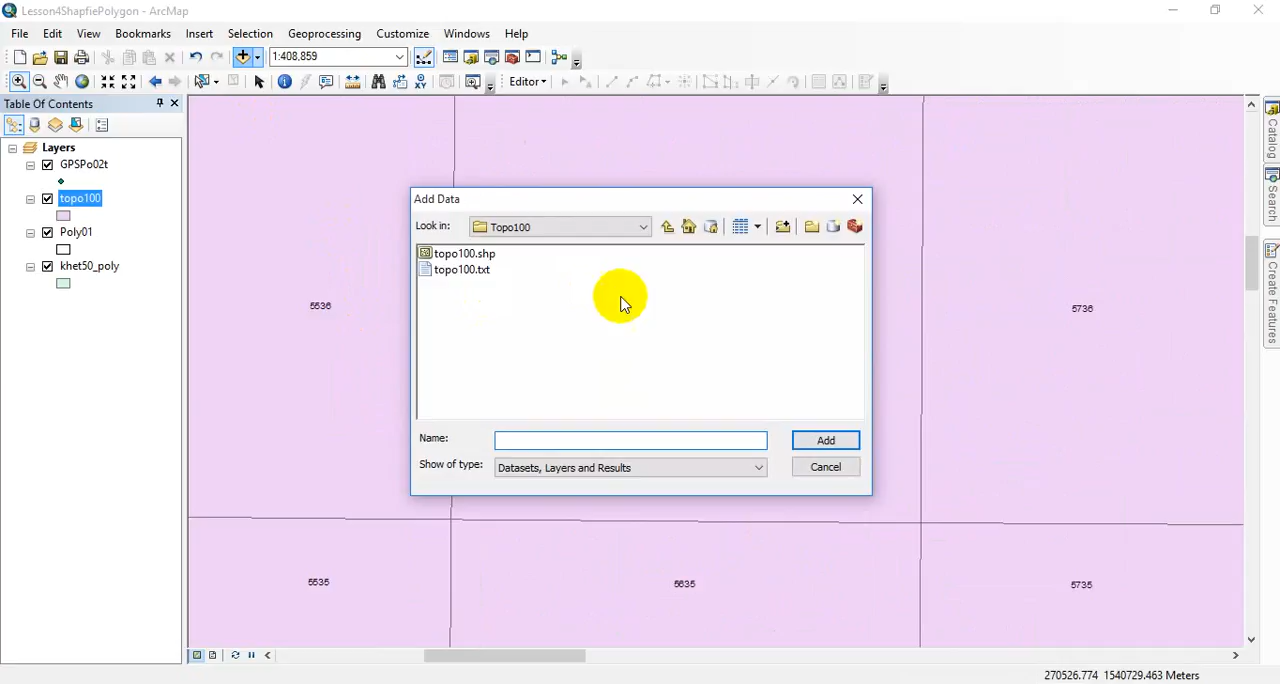 Lesson4ShapfiePolygon - ArcMap
File Edit View Bookmarks Insert Selection Geoprocessing Customize Windows Help
1:408,859
Editor
Table Of Contents
Layers
GPSPo02t
topo100
Poly01
khet50_poly
5536
5736
5535
5635
5735
Add Data
Look in: Topo100
topo100.shp
topo100.txt
Name:
Add
Show of type: Datasets, Layers and Results
Cancel
Catalog
Search
Create Features
270526.774 1540729.463 Meters